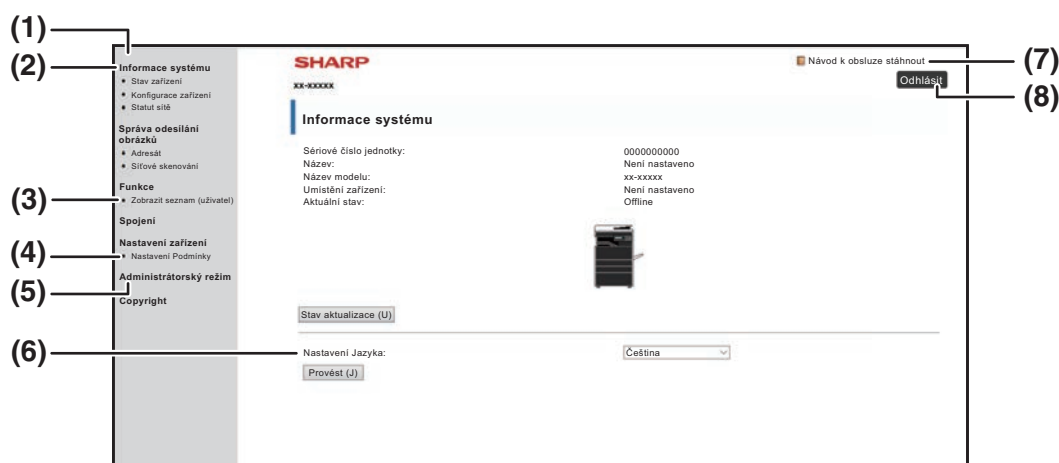 (1)
(2)
(3)
(4)
(5)
(6)
Informace systému
Stav zařízení
Konfigurace zařízení
Statut sítě
Správa odesílání
obrázků
Adresát
Síťové skenování
Funkce
Zobrazit seznam (uživatel)
Spojení
Nastavení zařízení
Nastavení Podmínky
Administrátorský režim
Copyright
SHARP
xx-xxxxx
Návod k obsluze stáhnout
(7)
Odhlásit
(8)
Informace systému
Sériové číslo jednotky: 0000000000
Název: Není nastaveno
Název modelu: xx-xxxxx
Umístění zařízení: Není nastaveno
Aktuální stav: Offline
Stav aktualizace (U)
Nastavení Jazyka: Čeština
Provést (J)